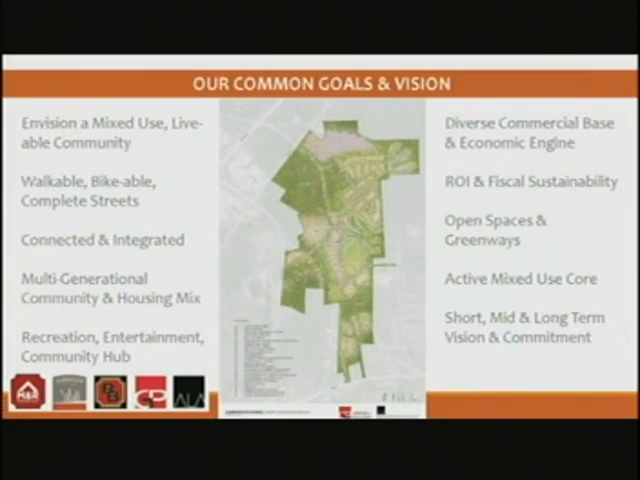 OUR COMMON GOALS & VISION
Envision a Mixed Use, Live-
able Community
Walkable, Bike-able,
Complete Streets
Connected & Integrated
Multi-Generational
Community & Housing Mix
Recreation, Entertainment,
Community Hub
Diverse Commercial Base
& Economic Engine
ROI & Fiscal Sustainability
Open Spaces &
Greenways
Active Mixed Use Core
Short, Mid & Long Term
Vision & Commitment
H&R
ALA